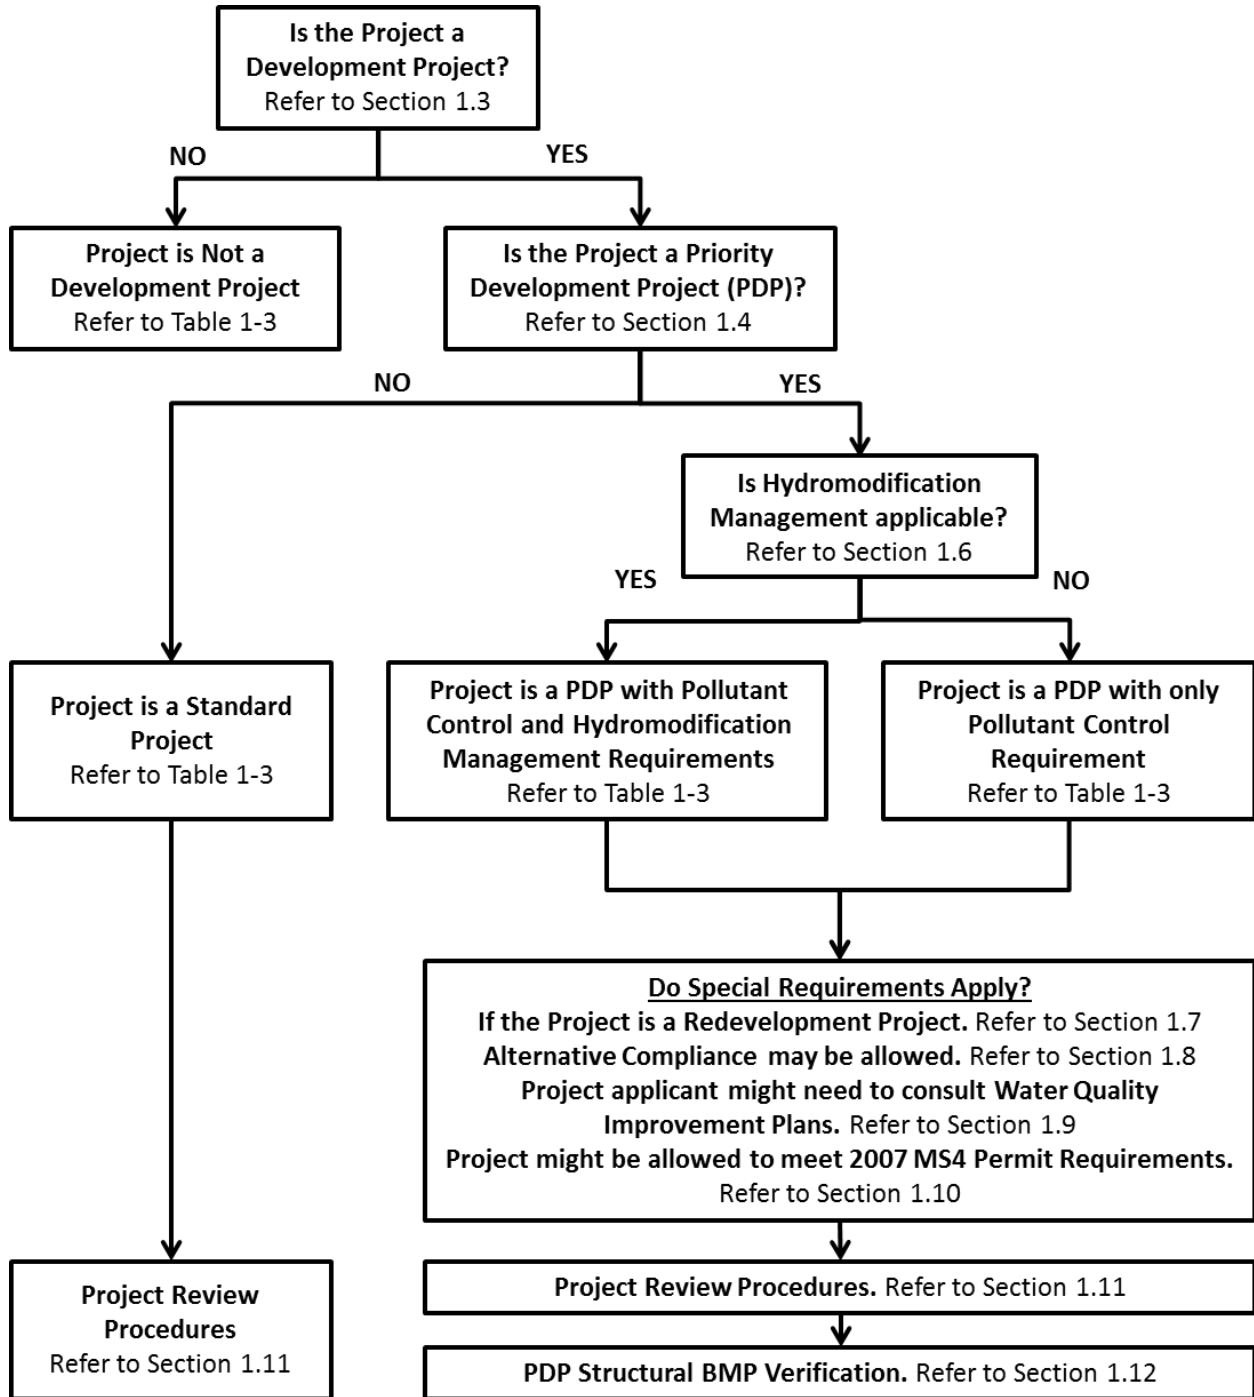 Is the Project a
Development Project?
Refer to Section 1.3
NO
YES
Project is Not a
Development Project
Refer to Table 1-3
Is the Project a Priority
Development Project (PDP)?
Refer to Section 1.4
NO
YES
Is Hydromodification
Management applicable?
Refer to Section 1.6
YES
NO
Project is a Standard
Project
Refer to Table 1-3
Project is a PDP with Pollutant
Control and Hydromodification
Management Requirements
Refer to Table 1-3
Project is a PDP with only
Pollutant Control
Requirement
Refer to Table 1-3
Do Special Requirements Apply?
If the Project is a Redevelopment Project. Refer to Section 1.7
Alternative Compliance may be allowed. Refer to Section 1.8
Project applicant might need to consult Water Quality
Improvement Plans. Refer to Section 1.9
Project might be allowed to meet 2007 MS4 Permit Requirements.
Refer to Section 1.10
Project Review
Procedures
Refer to Section 1.11
Project Review Procedures. Refer to Section 1.11
PDP Structural BMP Verification. Refer to Section 1.12